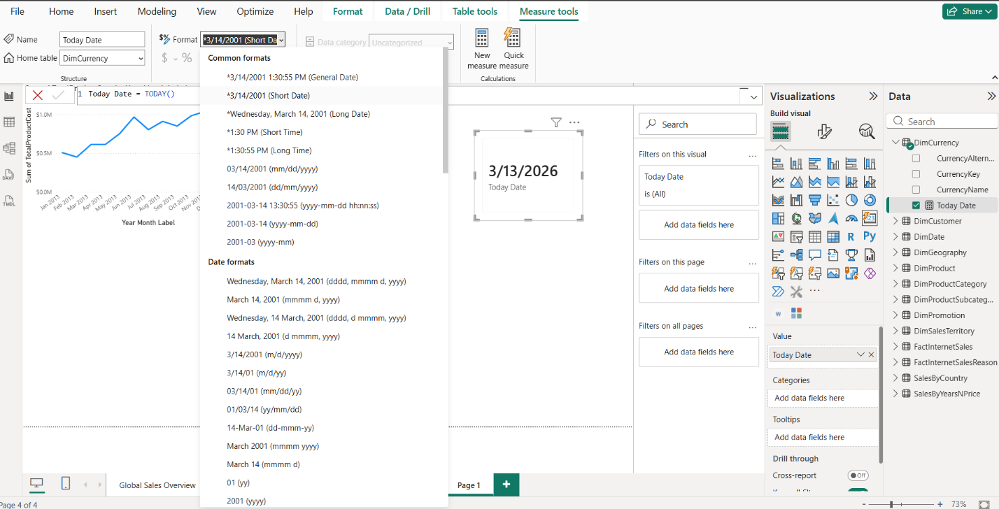 File Home Insert Modeling View Optimize Help Format Data / Drill Table tools Measure tools Share
Name Today Date
Home table DimCurrency
Structure
$% Format *3/14/2001 (Short Da
$ %
Data category Uncategorized
New measure
Quick measure
Calculations
1 Today Date = TODAY()
Common formats
*3/14/2001 1:30:55 PM (General Date)
*3/14/2001 (Short Date)
*Wednesday, March 14, 2001 (Long Date)
*1:30 PM (Short Time)
*1:30:55 PM (Long Time)
03/14/2001 (mm/dd/yyyy)
14/03/2001 (dd/mm/yyyy)
2001-03-14 13:30:55 (yyyy-mm-dd hh:nn:ss)
2001-03-14 (yyyy-mm-dd)
2001-03 (yyyy-mm)
Date formats
Wednesday, March 14, 2001 (dddd, mmmm d, yyyy)
March 14, 2001 (mmmm d, yyyy)
Wednesday, 14 March, 2001 (dddd, d mmmm, yyyy)
14 March, 2001 (d mmmm, yyyy)
3/14/2001 (m/d/yyyy)
3/14/01 (m/d/yy)
03/14/01 (mm/dd/yy)
01/03/14 (yy/mm/dd)
14-Mar-01 (dd-mmm-yy)
March 2001 (mmmm yyyy)
March 14 (mmmm d)
01 (yy)
2001 (yyyy)
Sum of TotalProductCost
$1.0M
$0.5M
$0.0M
Jan 2013
Feb 2013
Mar 2013
Apr 2013
May 2013
Jun 2013
Jul 2013
Aug 2013
Sep 2013
Oct 2013
Year Month Label
3/13/2026
Today Date
Search
Filters on this visual
Today Date
is (All)
Add data fields here
Filters on this page
Add data fields here
Filters on all pages
Add data fields here
Visualizations
Build visual
123
R
Py
w
Value
Today Date
Categories
Add data fields here
Tooltips
Add data fields here
Drill through
Cross-report Off
Data
Search
DimCurrency
CurrencyAltern...
CurrencyKey
CurrencyName
Today Date
DimCustomer
DimDate
DimGeography
DimProduct
DimProductCategory
DimProductSubcateg...
DimPromotion
DimSalesTerritory
FactInternetSales
FactInternetSalesReason
SalesByCountry
SalesByYearsNPrice
DAX
TMDL
Global Sales Overview
Page 1
+
Page 4 of 4
- + 73%